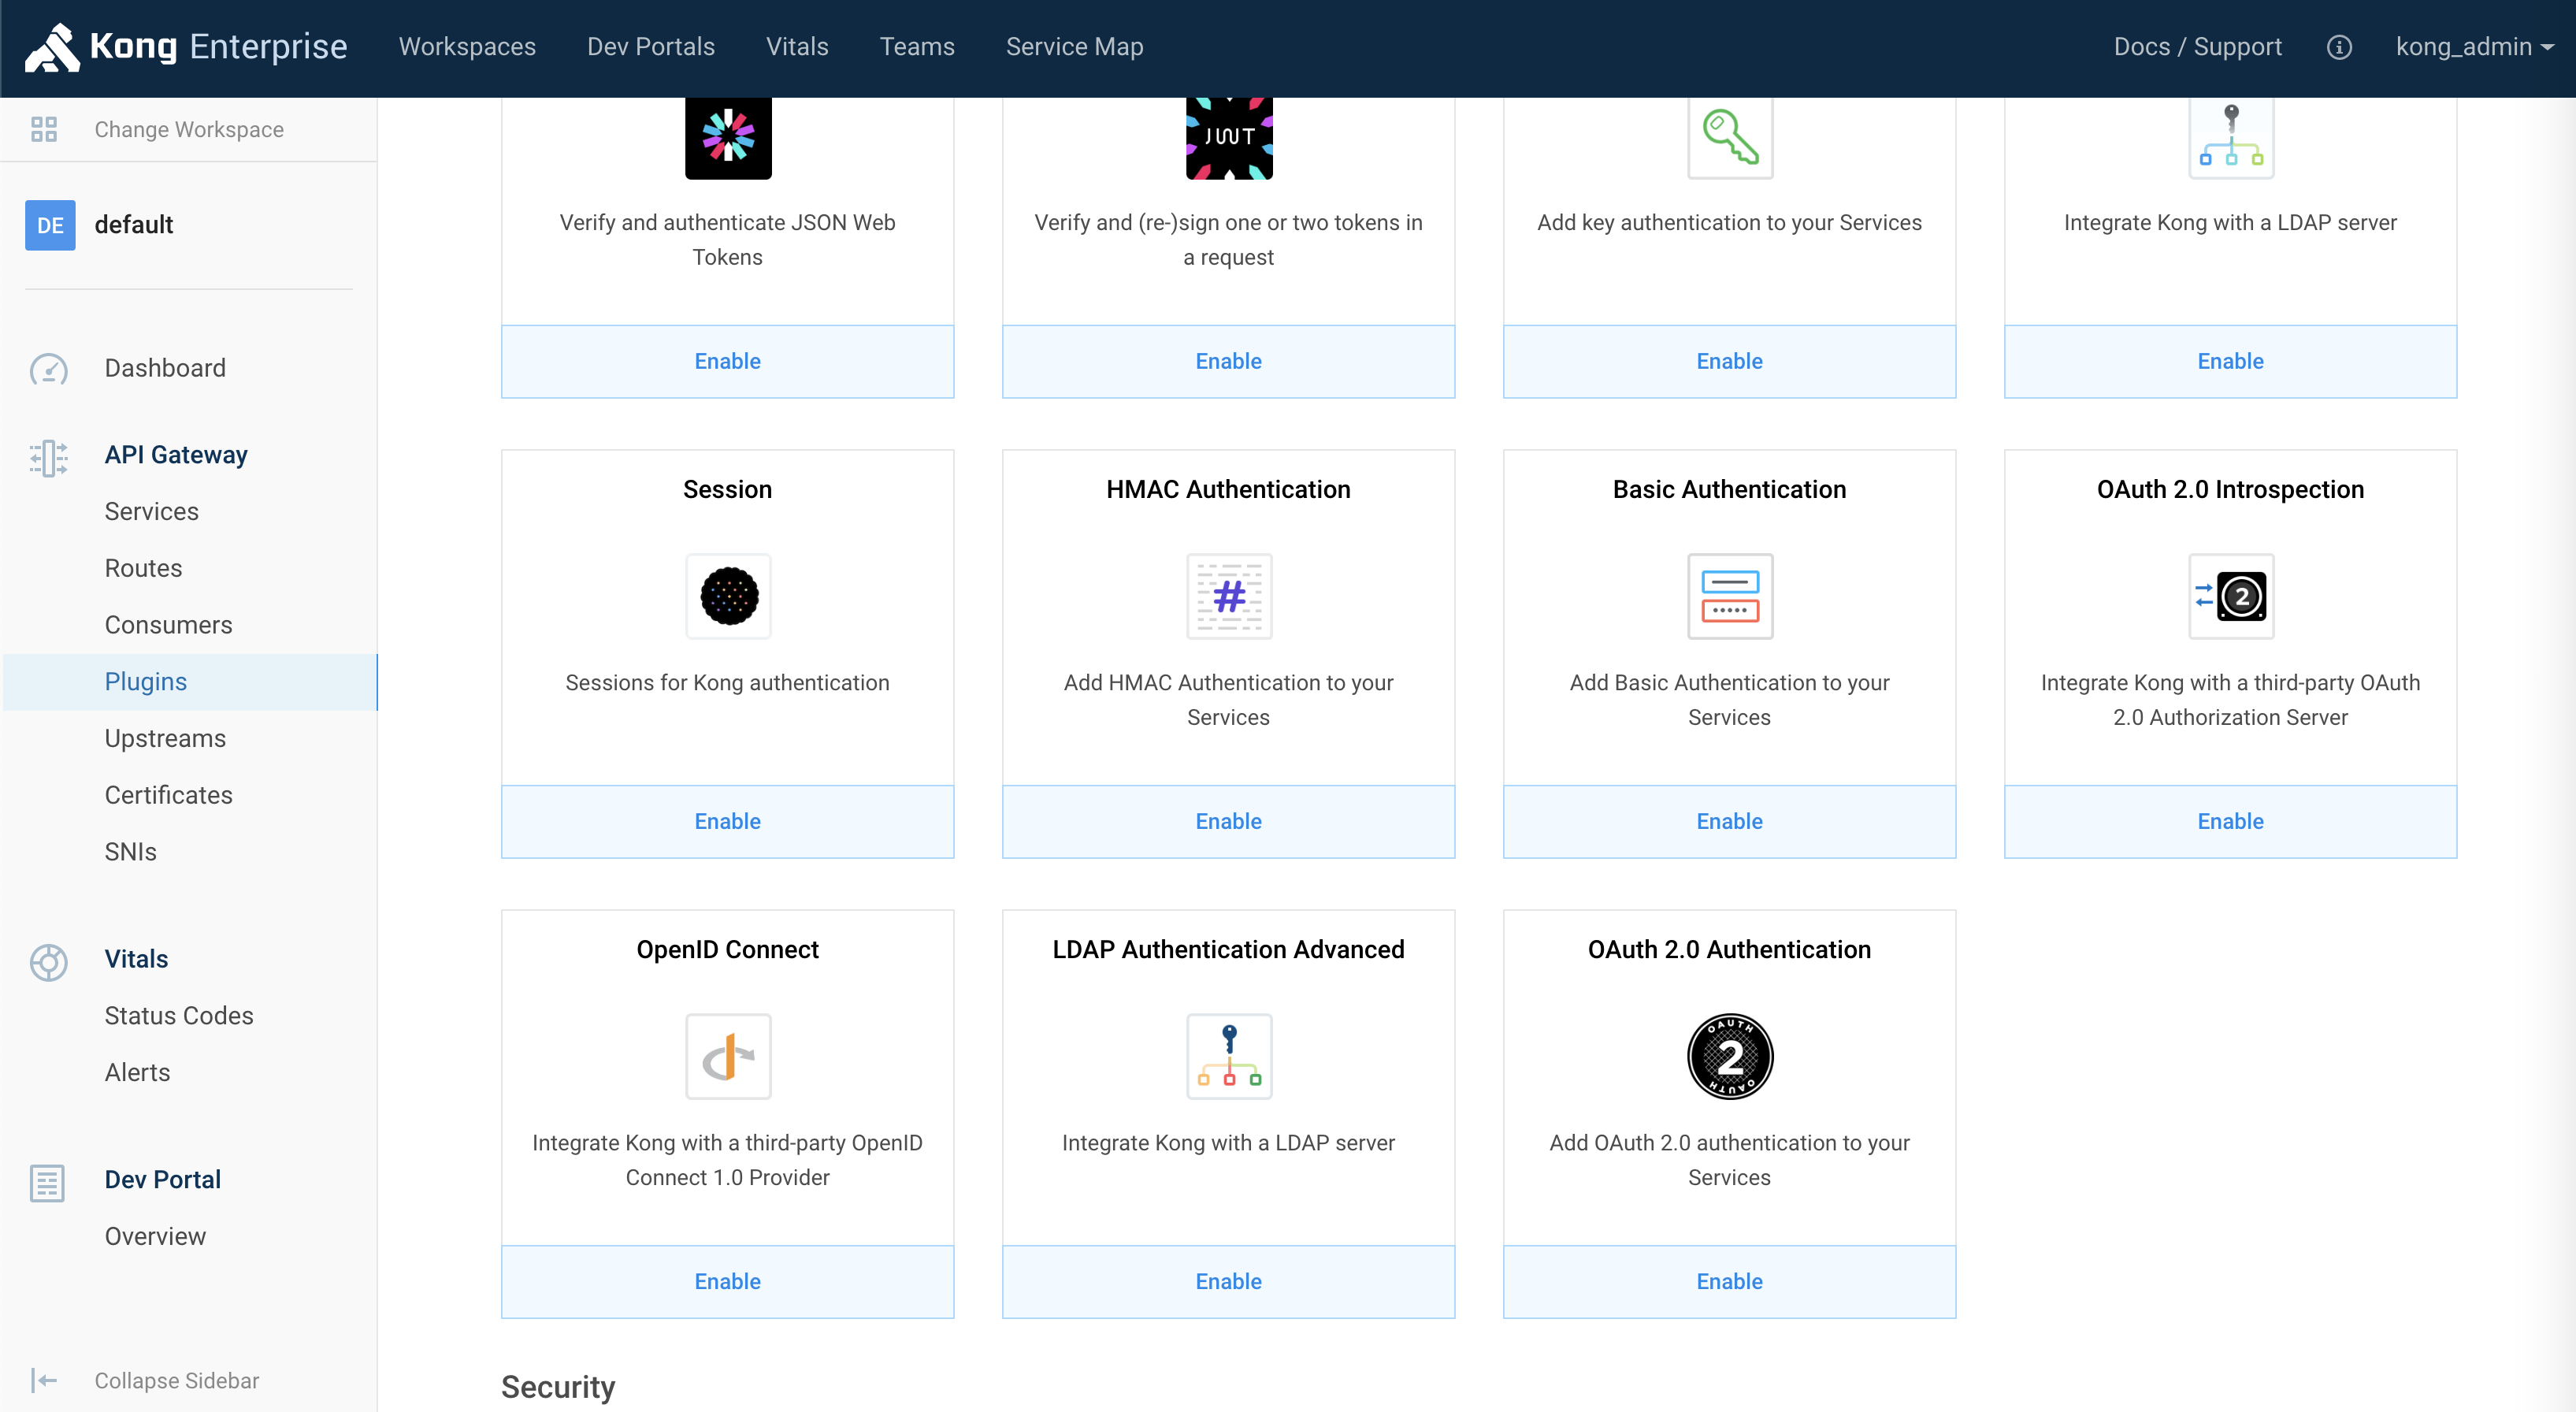 Kong Enterprise
Workspaces
Dev Portals
Vitals
Teams
Service Map
Docs / Support
kong_admin
Change Workspace
DE
default
Dashboard
API Gateway
Services
Routes
Consumers
Plugins
Upstreams
Certificates
SNIs
Vitals
Status Codes
Alerts
Dev Portal
Overview
Collapse Sidebar
Verify and authenticate JSON Web
Tokens
Enable
JWT
Verify and (re-)sign one or two tokens in
a request
Enable
Add key authentication to your Services
Enable
Integrate Kong with a LDAP server
Enable
Session
Sessions for Kong authentication
Enable
HMAC Authentication
#
Add HMAC Authentication to your
Services
Enable
Basic Authentication
Add Basic Authentication to your
Services
Enable
OAuth 2.0 Introspection
2
Integrate Kong with a third-party OAuth
2.0 Authorization Server
Enable
OpenID Connect
Integrate Kong with a third-party OpenID
Connect 1.0 Provider
Enable
LDAP Authentication Advanced
Integrate Kong with a LDAP server
Enable
OAuth 2.0 Authentication
OAUTH
2
OAUTH
Add OAuth 2.0 authentication to your
Services
Enable
Security